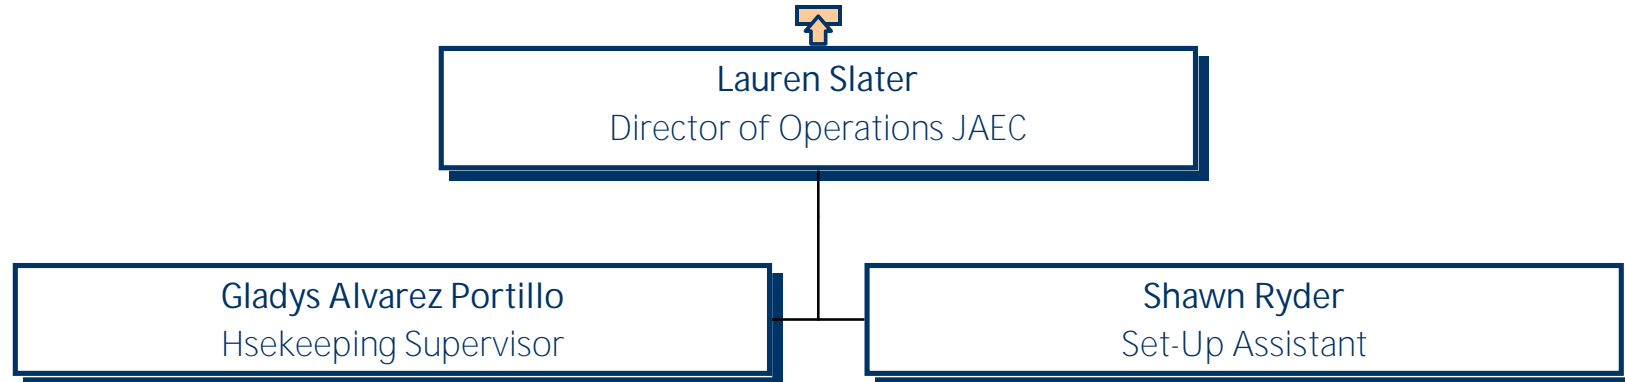 Lauren Slater
Director of Operations JAEC
Gladys Alvarez Portillo
Hsekeeping Supervisor
Shawn Ryder
Set-Up Assistant